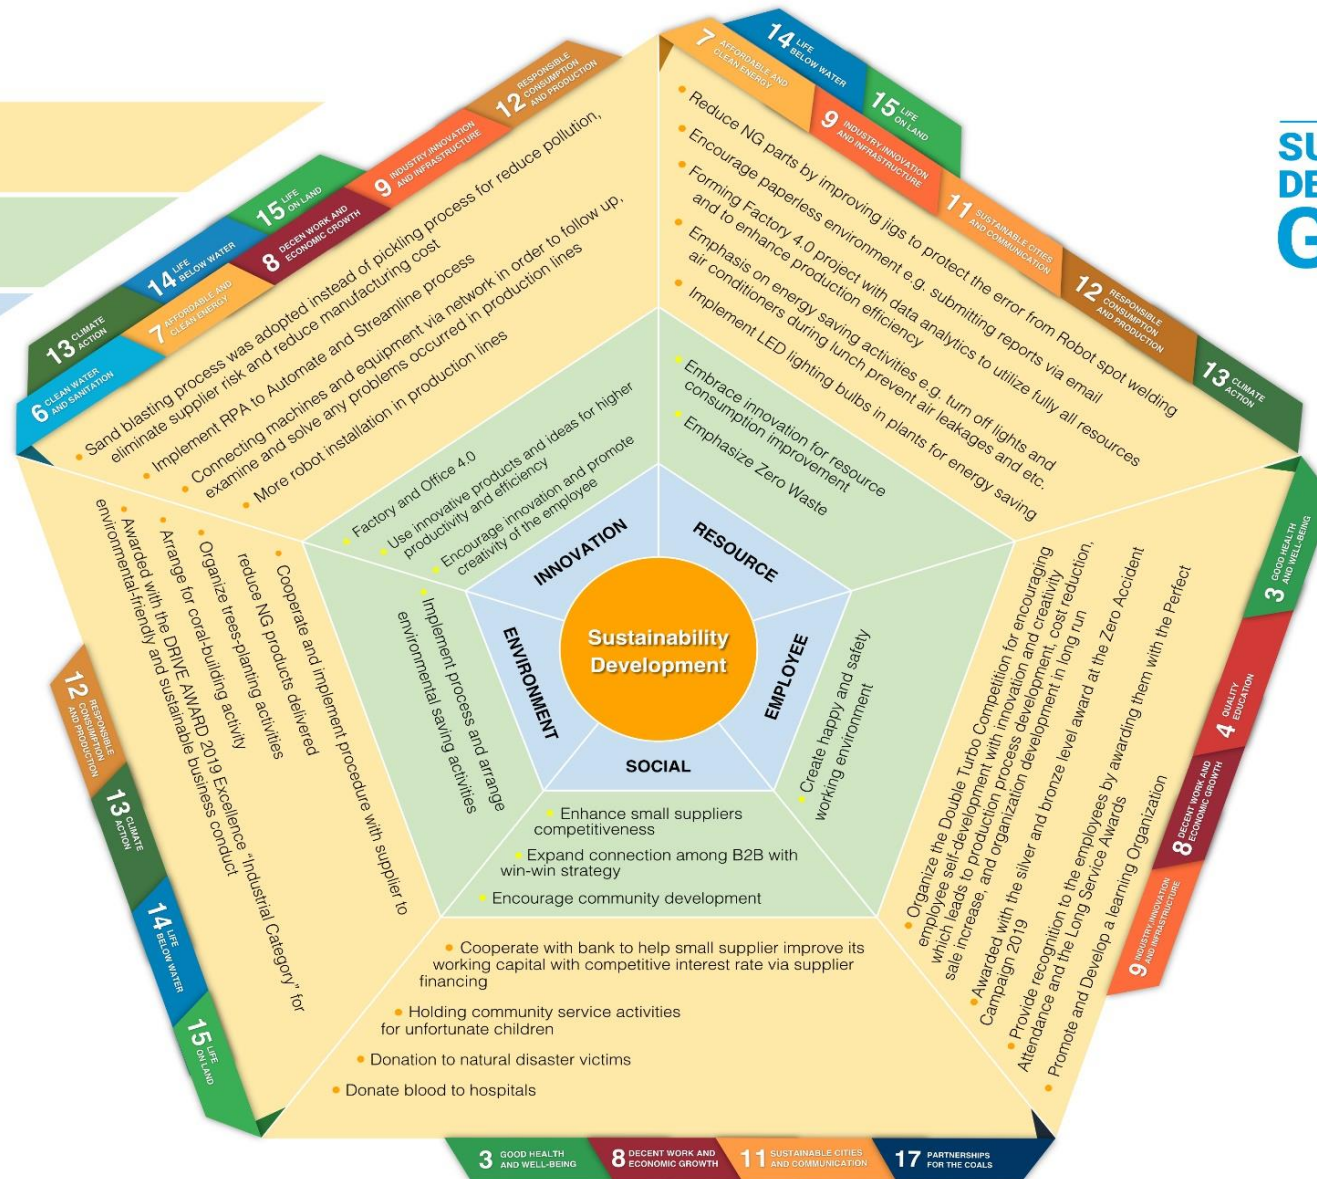 SU
DE
G
Sustainability
Development
INNOVATION
Factory and Office 4.0
Use innovative products and ideas for higher
productivity and efficiency
Encourage innovation and promote
creativity of the employee
Sand blasting process was adopted instead of pickling process for reduce pollution,
eliminate supplier risk and reduce manufacturing cost
Implement RPA to Automate and Streamline process
Connecting machines and equipment via network in order to follow up,
examine and solve any problems occurred in production lines
More robot installation in production lines
6 CLEAN WATER
AND SANITATION
13 CLIMATE
ACTION
7 AFFORDABLE AND
CLEAN ENERGY
14 LIFE
BELOW WATER
8 DECEN WORK AND
ECONOMIC GROWTH
15 LIFE
ON LAND
9 INDUSTRY,INNOVATION
AND INFRASTRUCTURE
12 RESPONSIBLE
CONSUMPTION
AND PRODUCTION
RESOURCE
Embrace innovation for resource
consumption improvement
Emphasize Zero Waste
Reduce NG parts by improving jigs to protect the error from Robot spot welding
Encourage paperless environment e.g. submitting reports via email
Forming Factory 4.0 project with data analytics to utilize fully all resources
and to enhance production efficiency
Emphasis on energy saving activities e.g. turn off lights and
air conditioners during lunch prevent air leakages and etc.
Implement LED lighting bulbs in plants for energy saving
7 AFFORDABLE AND
CLEAN ENERGY
14 LIFE
BELOW WATER
9 INDUSTRY,INNOVATION
AND INFRASTRUCTURE
15 LIFE
ON LAND
11 SUSTAINABLE CITIES
AND COMMUNICATION
12 RESPONSIBLE
CONSUMPTION
AND PRODUCTION
13 CLIMATE
ACTION
EMPLOYEE
Create happy and safety
working environment
Organize the Double Turbo Competition for encouraging
employee self-development with innovation and creativity
which leads to production process development, cost reduction,
sale increase, and organization development in long run
Awarded with the silver and bronze level award at the Zero Accident
Campaign 2019
Provide recognition to the employees by awarding them with the Perfect
Attendance and the Long Service Awards
Promote and Develop a learning Organization
3 GOOD HEALTH
AND WELL-BEING
4 QUALITY
EDUCATION
8 DECENT WORK AND
ECONOMIC GROWTH
9 INDUSTRY,INNOVATION
AND INFRASTRUCTURE
SOCIAL
Enhance small suppliers
competitiveness
Expand connection among B2B with
win-win strategy
Encourage community development
Cooperate with bank to help small supplier improve its
working capital with competitive interest rate via supplier
financing
Holding community service activities
for unfortunate children
Donation to natural disaster victims
Donate blood to hospitals
3 GOOD HEALTH
AND WELL-BEING
8 DECENT WORK AND
ECONOMIC GROWTH
11 SUSTAINABLE CITIES
AND COMMUNICATION
17 PARTNERSHIPS
FOR THE COALS
ENVIRONMENT
Implement process and arrange
environmental saving activities
Cooperate and implement procedure with supplier to
reduce NG products delivered
Organize trees-planting activities
Arrange for coral-building activity
Awarded with the DRIVE AWARD 2019 Excellence "Industrial Category" for
environmental-friendly and sustainable business conduct
12 RESPONSIBLE
CONSUMPTION
AND PRODUCTION
13 CLIMATE
ACTION
14 LIFE
BELOW WATER
15 LIFE
ON LAND